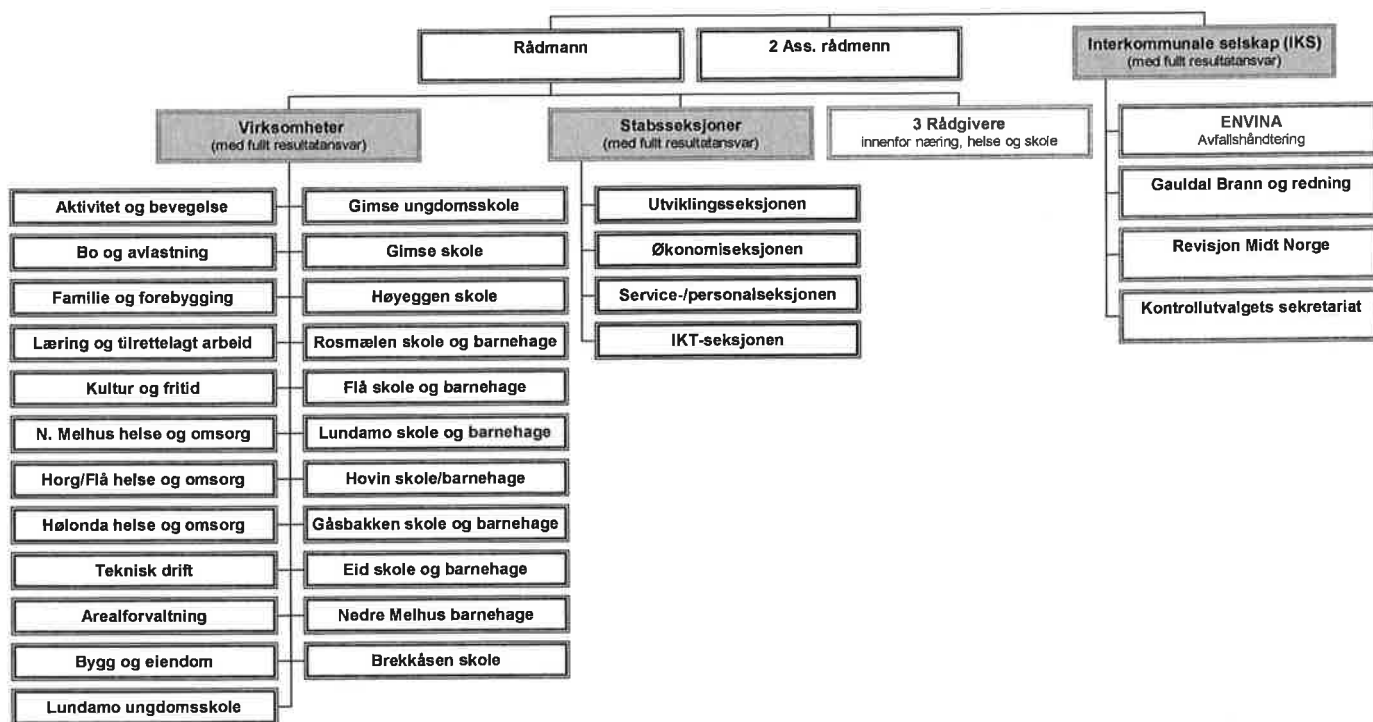 Rådmann
2 Ass. rådmenn
Interkommunale selskap (IKS)
(med fullt resultatansvar)
Virksomheter
(med fullt resultatansvar)
Stabsseksjoner
(med fullt resultatansvar)
3 Rådgivere
innenfor næring, helse og skole
ENVINA
Avfallshåndtering
Gauldal Brann og redning
Revisjon Midt Norge
Kontrollutvalgets sekretariat
Aktivitet og bevegelse
Bo og avlastning
Familie og forebygging
Læring og tilrettelagt arbeid
Kultur og fritid
N. Melhus helse og omsorg
Horg/Flå helse og omsorg
Hølonda helse og omsorg
Teknisk drift
Arealforvaltning
Bygg og eiendom
Lundamo ungdomsskole
Gimse ungdomsskole
Gimse skole
Høyeggen skole
Rosmælen skole og barnehage
Flå skole og barnehage
Lundamo skole og barnehage
Hovin skole/barnehage
Gåsbakken skole og barnehage
Eid skole og barnehage
Nedre Melhus barnehage
Brekkåsen skole
Utviklingsseksjonen
Økonomiseksjonen
Service-/personalseksjonen
IKT-seksjonen